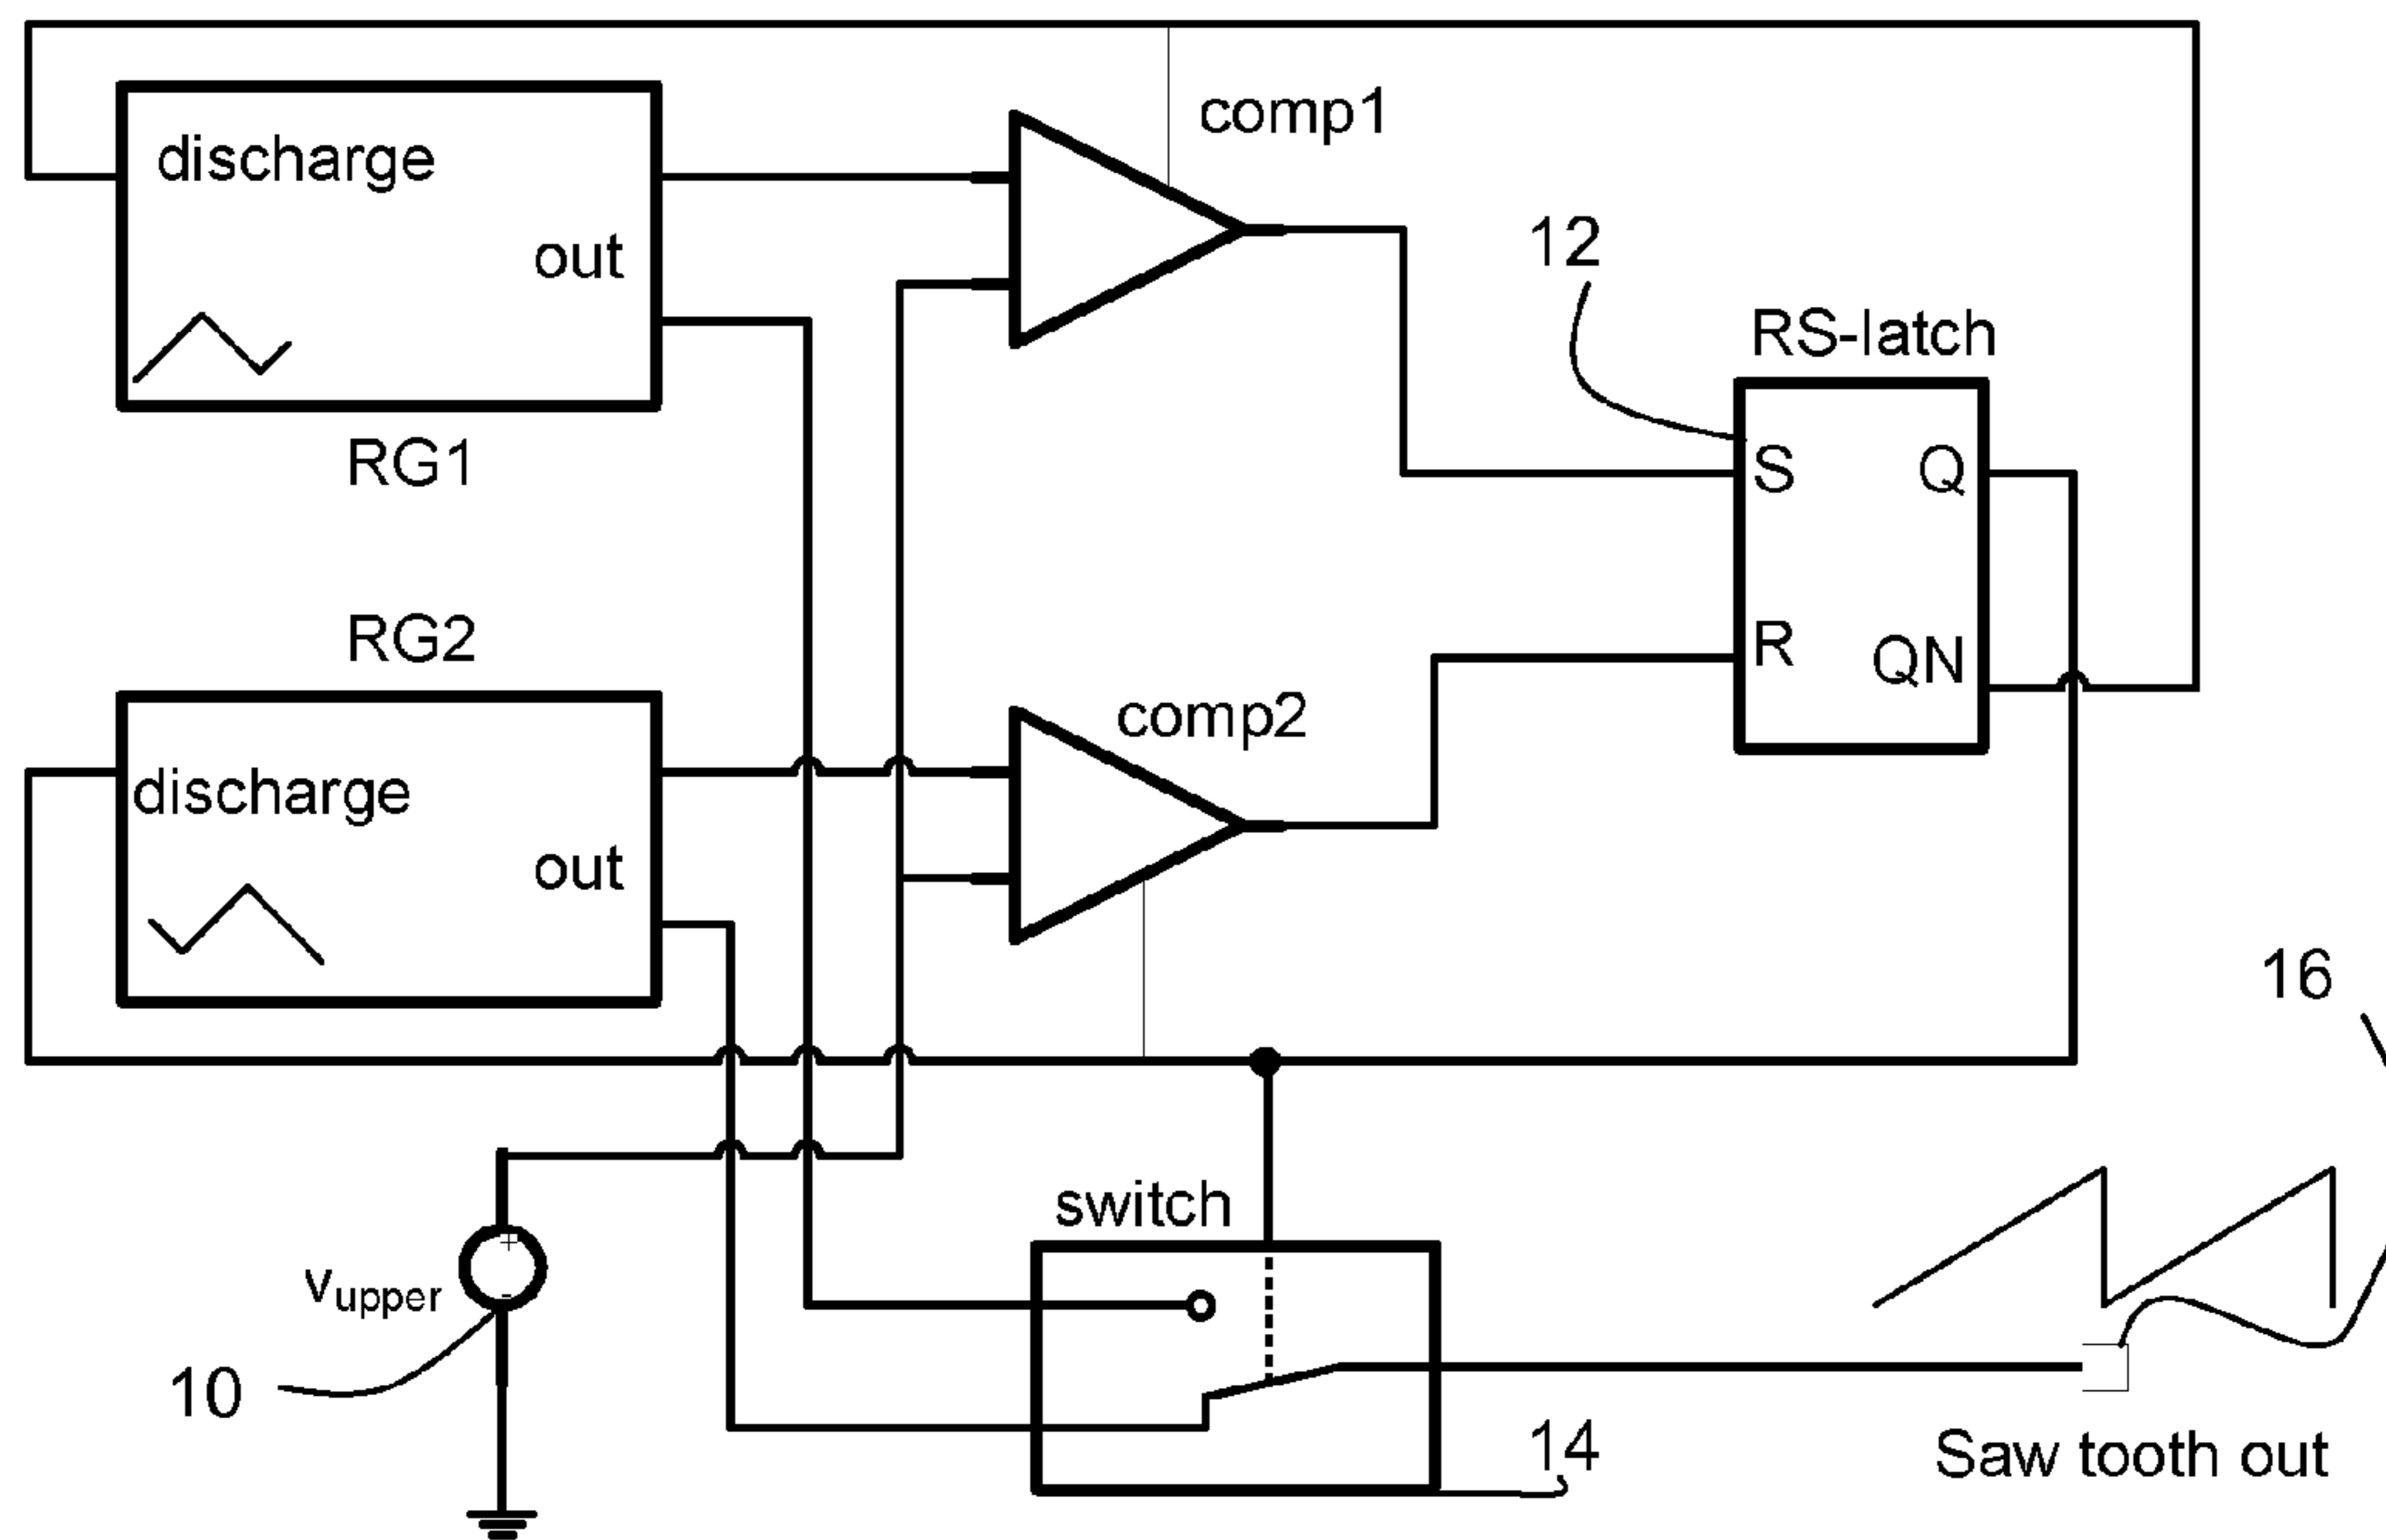 comp1
discharge
out
12
RS-latch
RG1
S
Q
RG2
R
QN
comp2
discharge
out
16
switch
+
vupper
-
10
14
Saw tooth out